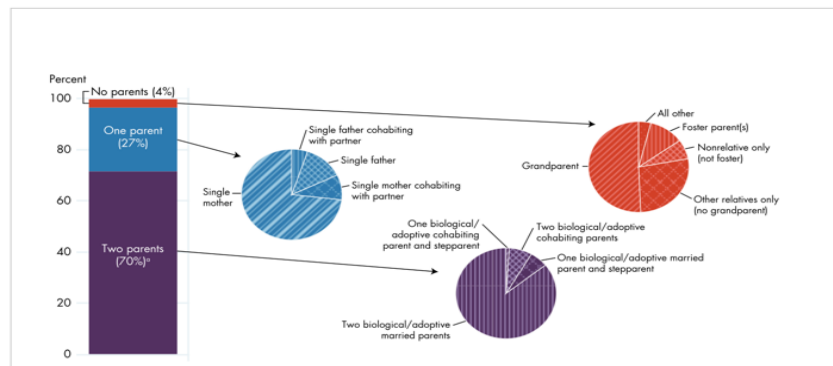 Percent
No parents (4%)
100
One parent
(27%)
80
60
Two parents
(70%)ᵃ
40
20
0
Single father cohabiting
with partner
Single father
Single mother cohabiting
with partner
Single
mother
All other
Foster parent(s)
Nonrelative only
(not foster)
Other relatives only
(no grandparent)
Grandparent
One biological/
adoptive cohabiting
parent and stepparent
Two biological/adoptive
cohabiting parents
One biological/adoptive married
parent and stepparent
Two biological/adoptive
married parents